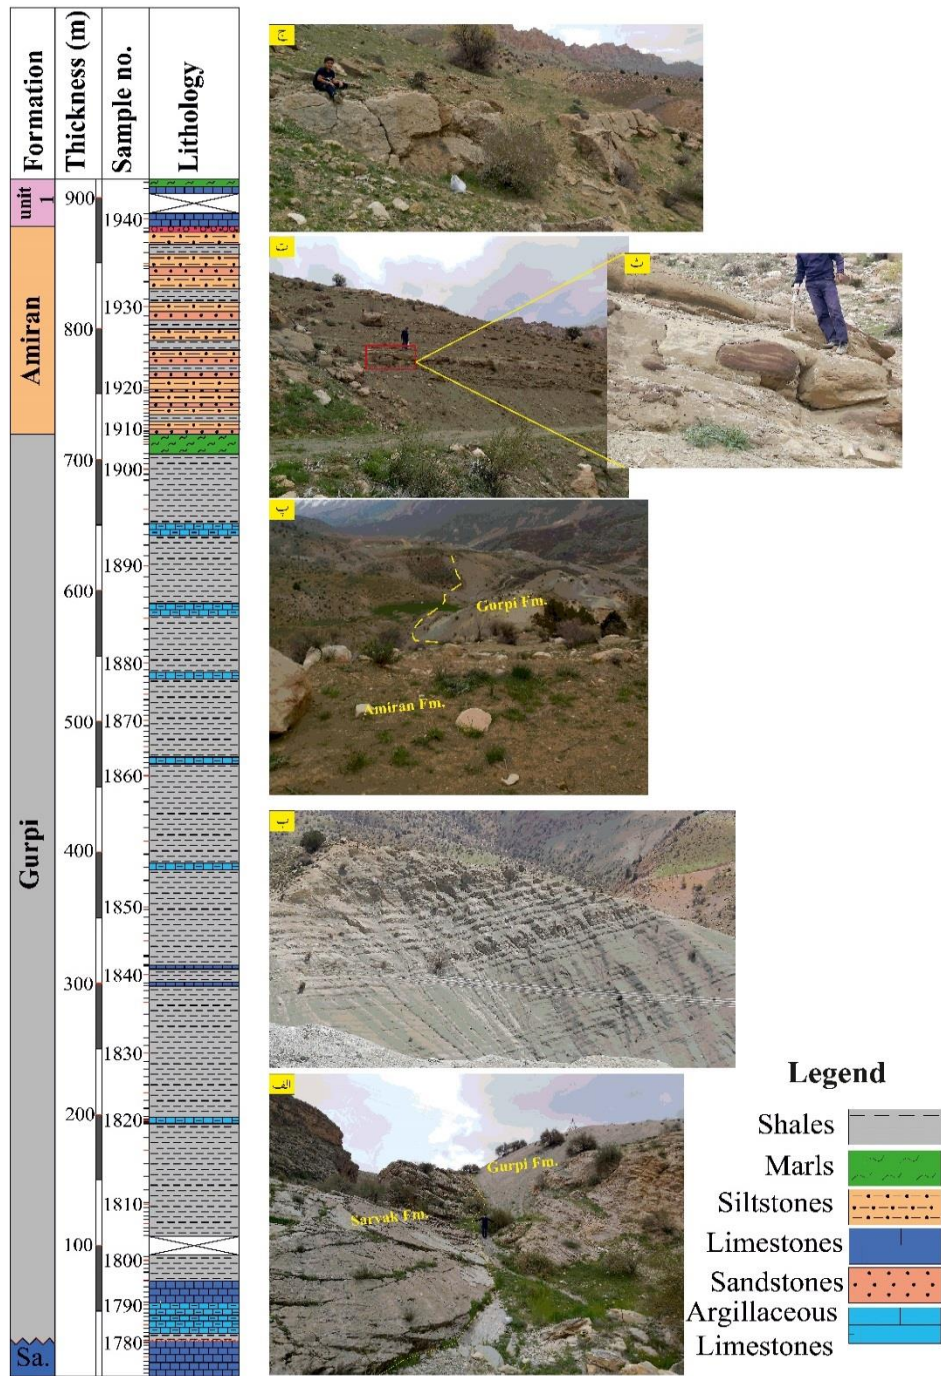 Formation
Thickness (m)
Sample no.
Lithology
unit 1
Amiran
Gurpi
Sa.
900
800
700
600
500
400
300
200
100
1940
1930
1920
1910
1900
1890
1880
1870
1860
1850
1840
1830
1820
1810
1800
1790
1780
ج
ت
ث
پ
Gurpi Fm.
Amiran Fm.
ب
الف
Gurpi Fm.
Sarvak Fm.
Legend
Shales
Marls
Siltstones
Limestones
Sandstones
Argillaceous
Limestones